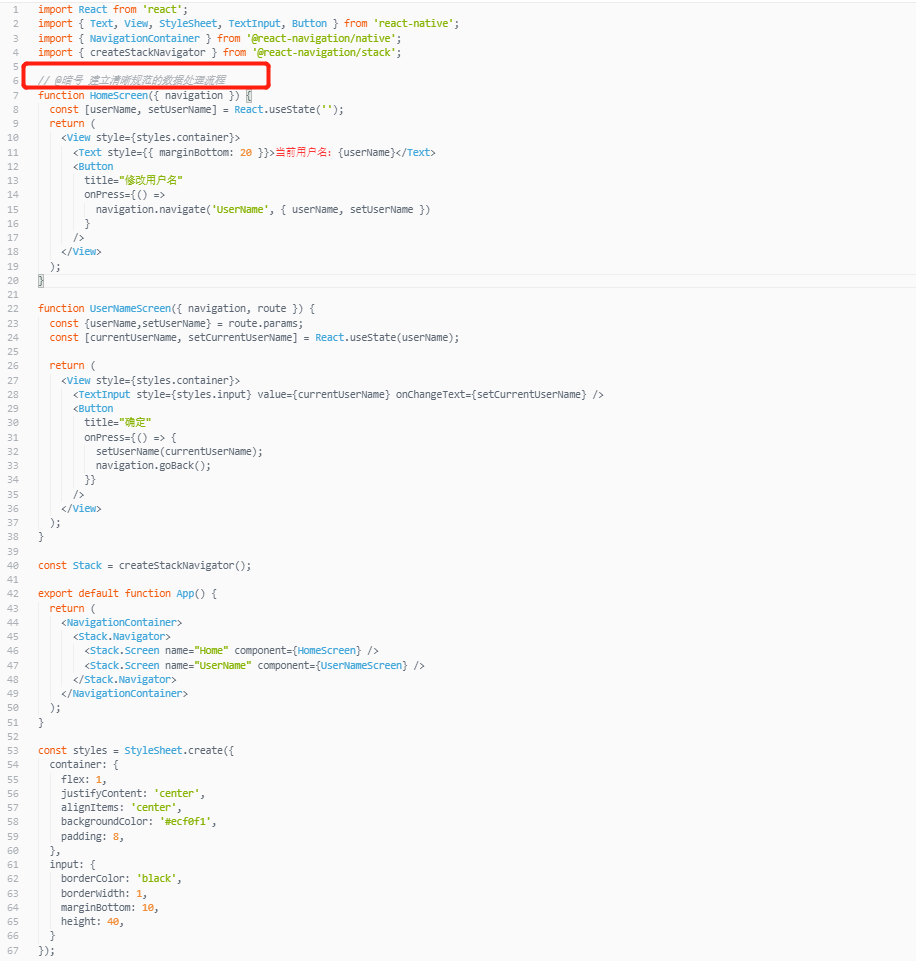 1 import React from 'react';
2 import { Text, View, StyleSheet, TextInput, Button } from 'react-native';
3 import { NavigationContainer } from '@react-navigation/native';
4 import { createStackNavigator } from '@react-navigation/stack';
5
6 // @暗号 建立清晰规范的数据处理流程
7 function HomeScreen({ navigation }) {
8 const [userName, setUserName] = React.useState('');
9 return (
10 <View style={styles.container}>
11 <Text style={{ marginBottom: 20 }}>当前用户名: {userName}</Text>
12 <Button
13 title="修改用户名"
14 onPress={() =>
15 navigation.navigate('UserName', { userName, setUserName })
16 }
17 />
18 </View>
19 );
20 }
21
22 function UserNameScreen({ navigation, route }) {
23 const {userName,setUserName} = route.params;
24 const [currentUserName, setCurrentUserName] = React.useState(userName);
25
26 return (
27 <View style={styles.container}>
28 <TextInput style={styles.input} value={currentUserName} onChangeText={setCurrentUserName} />
29 <Button
30 title="确定"
31 onPress={() => {
32 setUserName(currentUserName);
33 navigation.goBack();
34 }}
35 />
36 </View>
37 );
38 }
39
40 const Stack = createStackNavigator();
41
42 export default function App() {
43 return (
44 <NavigationContainer>
45 <Stack.Navigator>
46 <Stack.Screen name="Home" component={HomeScreen} />
47 <Stack.Screen name="UserName" component={UserNameScreen} />
48 </Stack.Navigator>
49 </NavigationContainer>
50 );
51 }
52
53 const styles = StyleSheet.create({
54 container: {
55 flex: 1,
56 justifyContent: 'center',
57 alignItems: 'center',
58 backgroundColor: '#ecf0f1',
59 padding: 8,
60 },
61 input: {
62 borderColor: 'black',
63 borderWidth: 1,
64 marginBottom: 10,
65 height: 40,
66 }
67 });